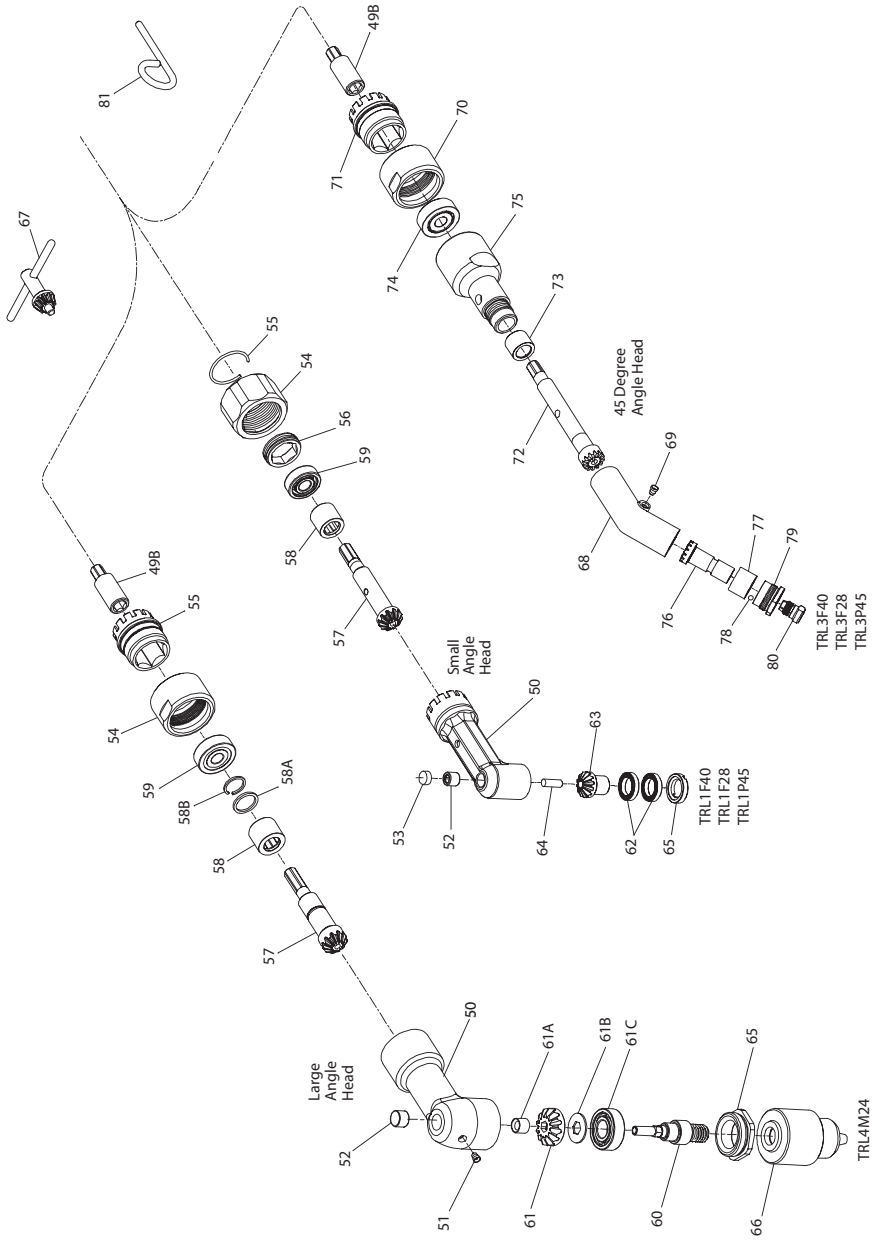 81
67
49B
71
70
75
74
73
72
45 Degree
Angle Head
69
68
76
77
78
79
80
TRL3F40
TRL3F28
TRL3P45
55
54
56
59
58
57
Small
Angle
Head
50
53
52
64
63
62
65
TRL1F40
TRL1F28
TRL1P45
49B
55
54
59
58B
58A
58
57
Large
Angle
Head
50
52
51
61A
61
61B
61C
60
65
66
TRL4M24